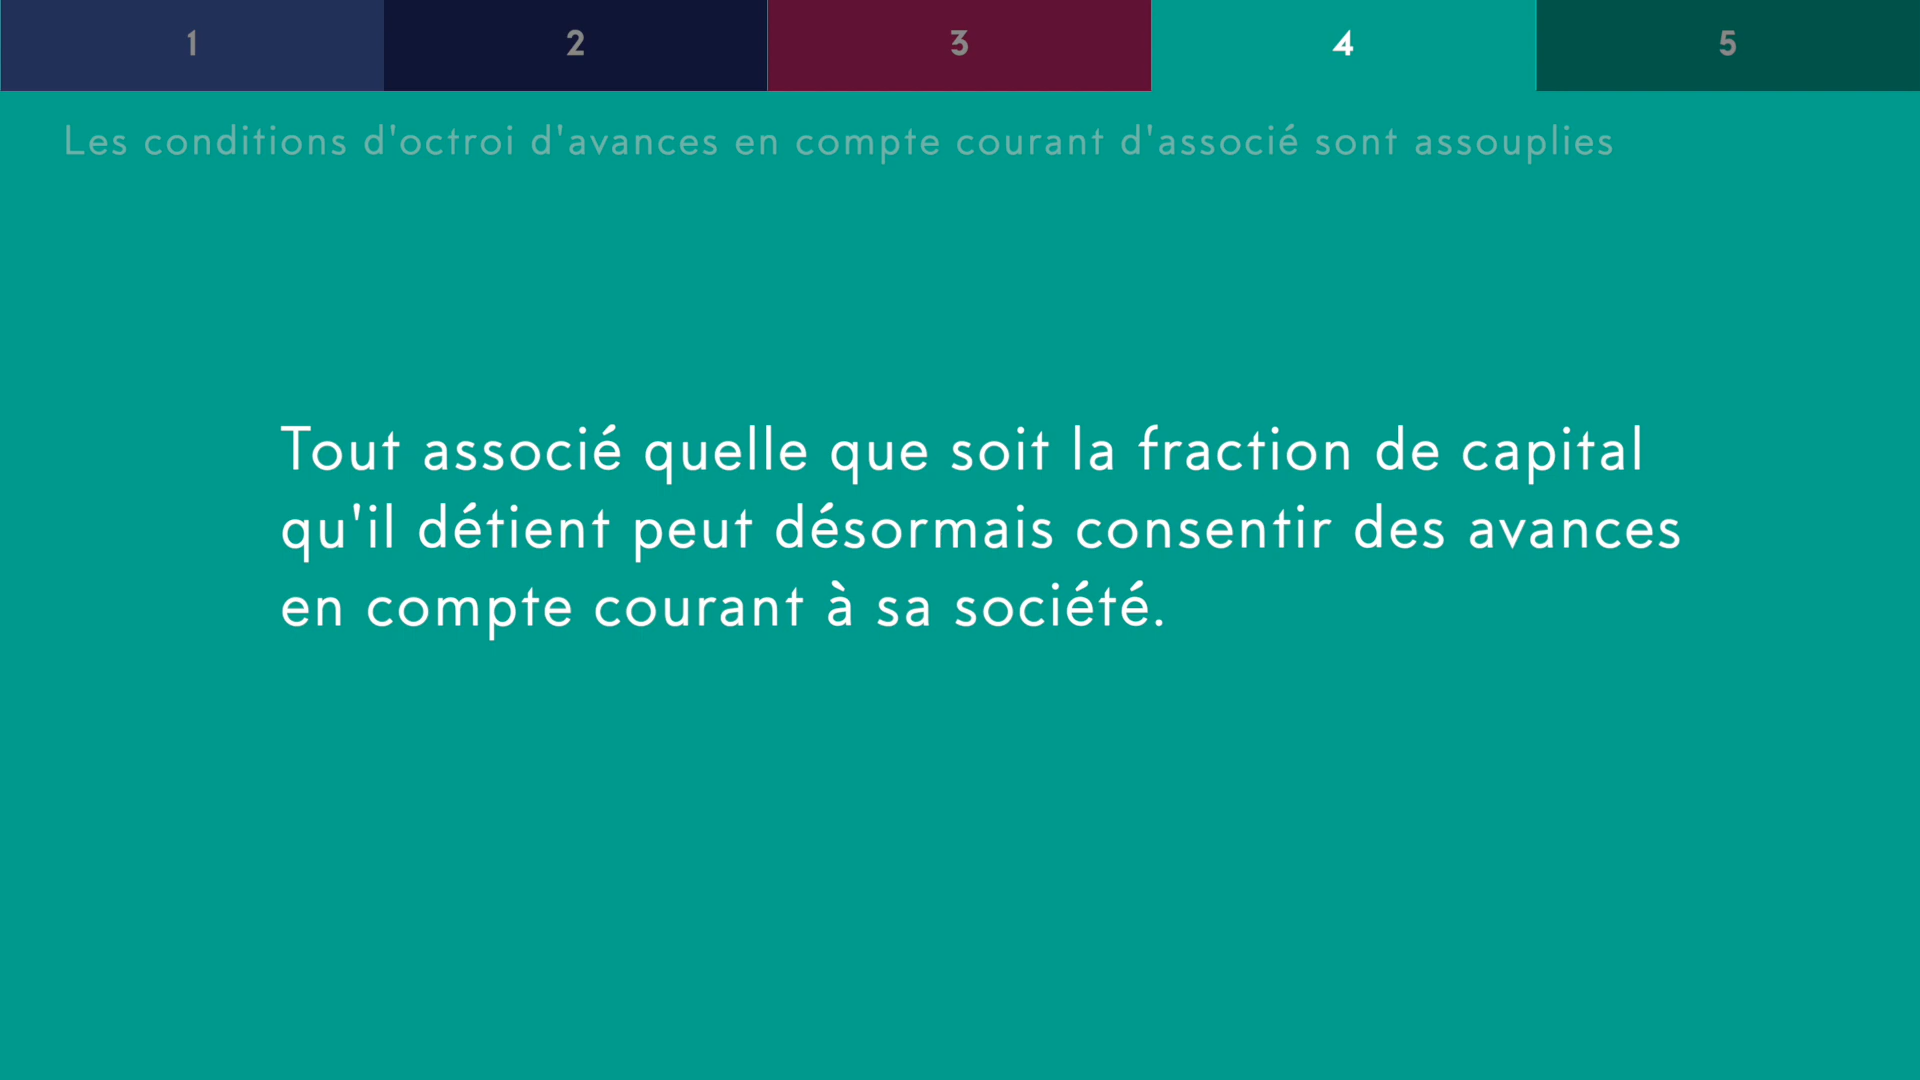 1 2 3 4 5
Les conditions d'octroi d'avances en compte courant d'associé sont assouplies
Tout associé quelle que soit la fraction de capital
qu'il détient peut désormais consentir des avances
en compte courant à sa société.